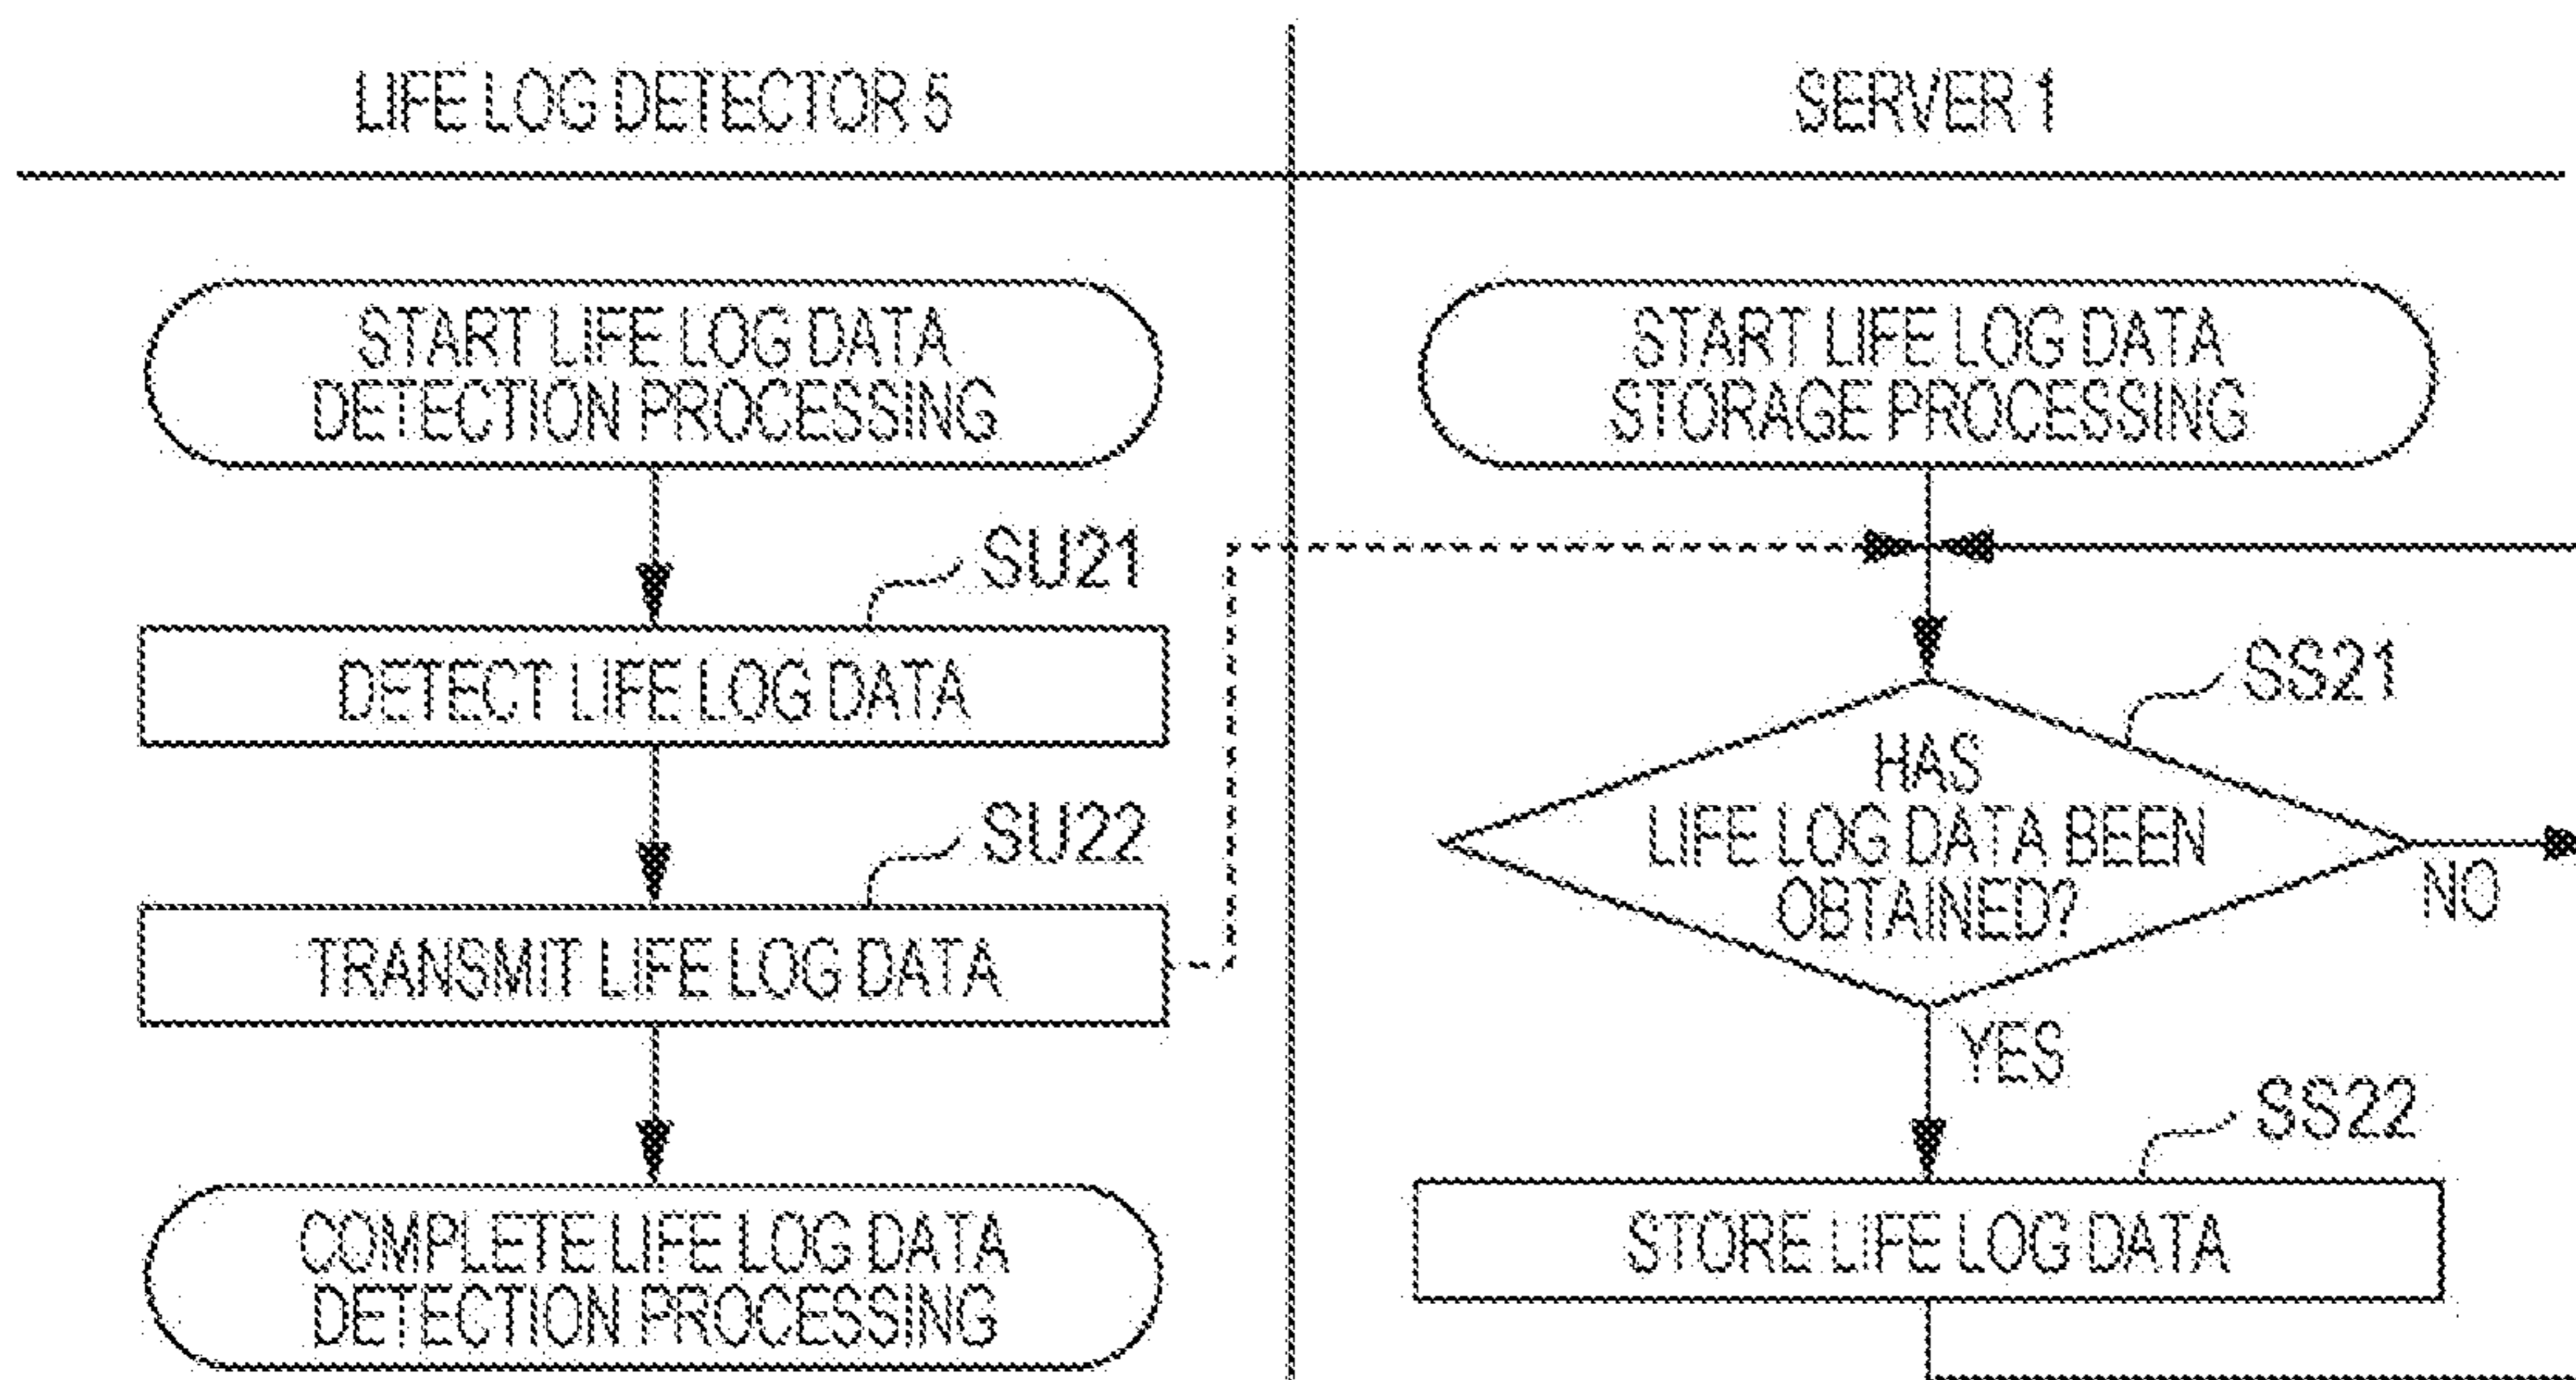 LIFE LOG DETECTOR 5
SERVER 1
START LIFE LOG DATA
DETECTION PROCESSING
SU21
DETECT LIFE LOG DATA
SU22
TRANSMIT LIFE LOG DATA
COMPLETE LIFE LOG DATA
DETECTION PROCESSING
START LIFE LOG DATA
STORAGE PROCESSING
SS21
HAS
LIFE LOG DATA BEEN
OBTAINED?
NO
YES
SS22
STORE LIFE LOG DATA